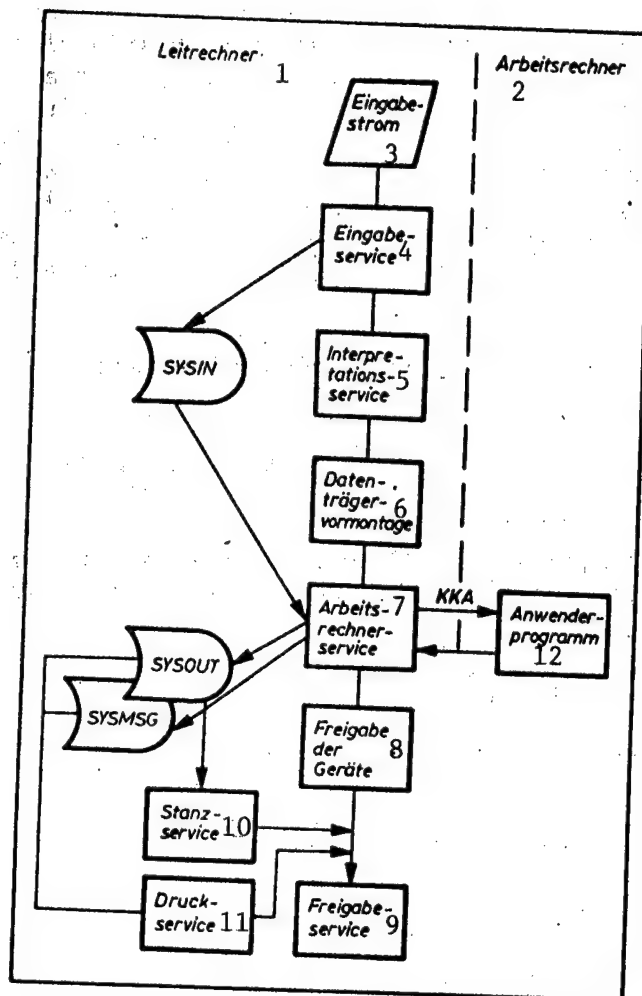 Leitrechner
1
Arbeitsrechner
2
Eingabe-
strom
3
Eingabe-
service 4
SYSIN
Interpre-
tations-
service 5
Daten-
träger-
vormontage 6
Arbeits-
rechner-
service 7
KKA
Anwender-
programm
12
SYSOUT
SYSMSG
Freigabe
der
Geräte 8
Stanz-
service 10
Druck-
service 11
Freigabe-
service 9